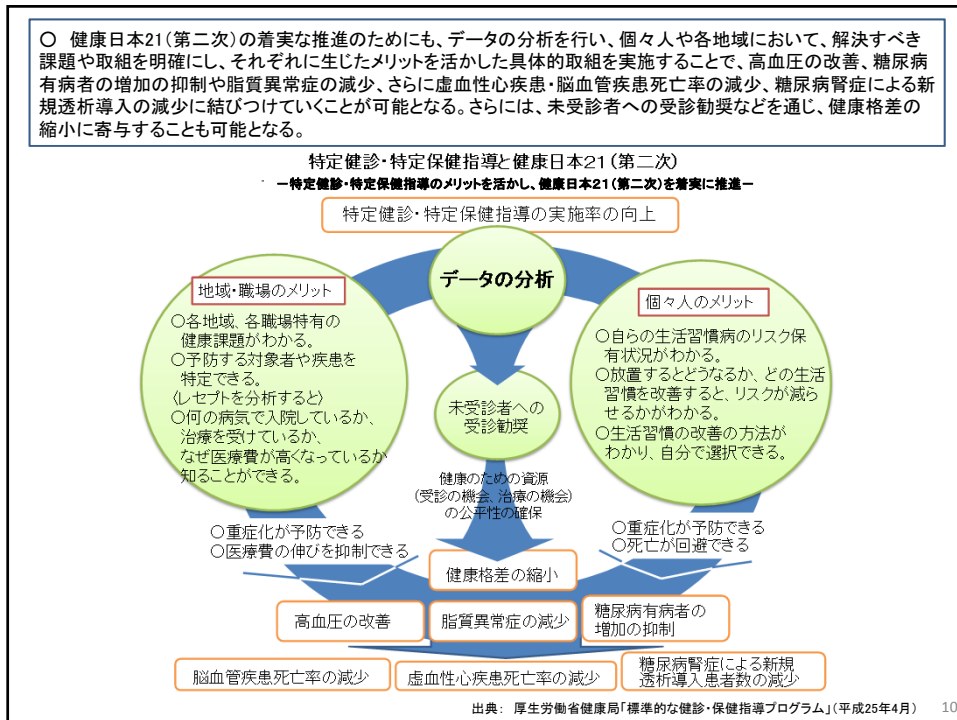 ○ 健康日本21(第二次)の着実な推進のためにも、データの分析を行い、個々人や各地域において、解決すべき
課題や取組を明確にし、それぞれに生じたメリットを活かした具体的取組を実施することで、高血圧の改善、糖尿病
有病者の増加の抑制や脂質異常症の減少、さらに虚血性心疾患・脳血管疾患死亡率の減少、糖尿病腎症による新
規透析導入の減少に結びつけていくことが可能となる。さらには、未受診者への受診勧奨などを通じ、健康格差の
縮小に寄与することも可能となる。
特定健診・特定保健指導と健康日本21(第二次)
-特定健診・特定保健指導のメリットを活かし、健康日本21(第二次)を着実に推進-
特定健診・特定保健指導の実施率の向上
データの分析
地域・職場のメリット
○各地域、各職場特有の
健康課題がわかる。
○予防する対象者や疾患を
特定できる。
〈レセプトを分析すると〉
○何の病気で入院しているか、
治療を受けているか、
なぜ医療費が高くなっているか
知ることができる。
個々人のメリット
○自らの生活習慣病のリスク保
有状況がわかる。
○放置するとどうなるか、どの生活
習慣を改善すると、リスクが減ら
せるかがわかる。
○生活習慣の改善の方法が
わかり、自分で選択できる。
未受診者への
受診勧奨
健康のための資源
(受診の機会、治療の機会)
の公平性の確保
○重症化が予防できる
○医療費の伸びを抑制できる
○重症化が予防できる
○死亡が回避できる
健康格差の縮小
高血圧の改善
脂質異常症の減少
糖尿病有病者の
増加の抑制
脳血管疾患死亡率の減少
虚血性心疾患死亡率の減少
糖尿病腎症による新規
透析導入患者数の減少
出典: 厚生労働省健康局「標準的な健診・保健指導プログラム」(平成25年4月)
10